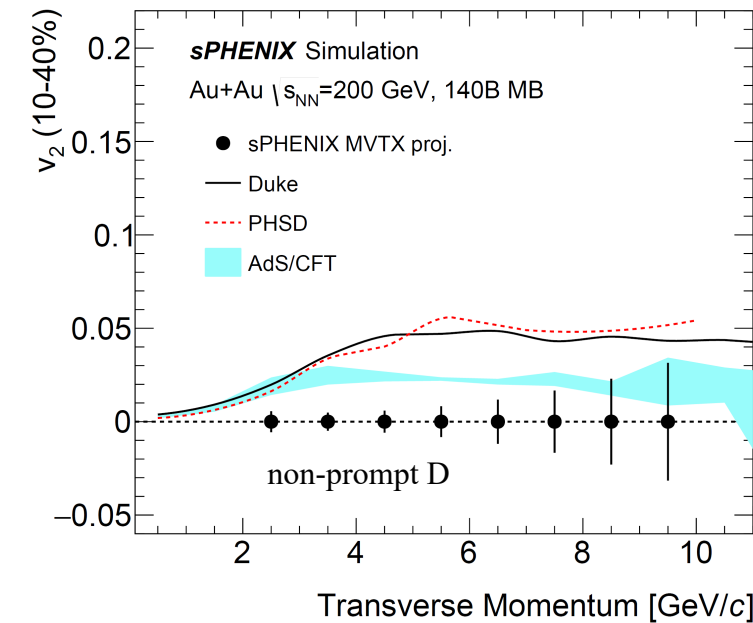 v2 (10-40%)
0.2
0.15
0.1
0.05
0
−0.05
sPHENIX Simulation
Au+Au √sNN=200 GeV, 140B MB
sPHENIX MVTX proj.
Duke
PHSD
AdS/CFT
non-prompt D
2 4 6 8 10
Transverse Momentum [GeV/c]